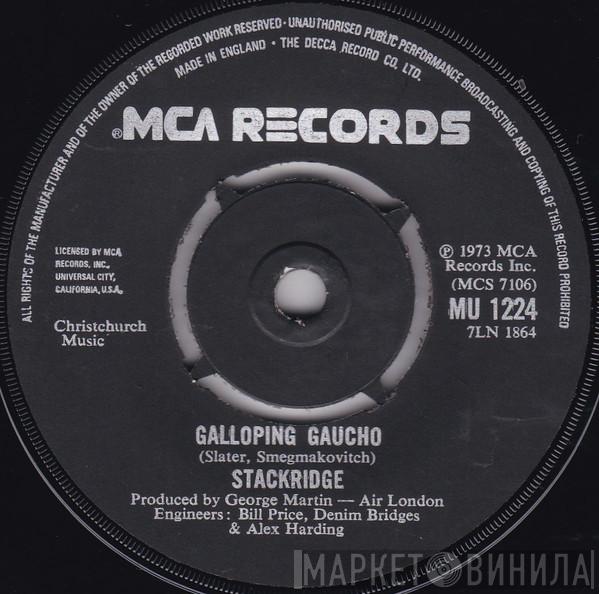 ALL RIGHTS OF THE MANUFACTURER AND OF THE OWNER OF THE RECORDED WORK RESERVED · UNAUTHORISED PUBLIC PERFORMANCE BROADCASTING AND COPYING OF THIS RECORD PROHIBITED
MADE IN ENGLAND · THE DECCA RECORD CO. LTD.
®MCA RECORDS
LICENSED BY MCA
RECORDS, INC.,
UNIVERSAL CITY,
CALIFORNIA, U.S.A.
Christchurch
Music
℗ 1973 MCA
Records Inc.
(MCS 7106)
MU 1224
7LN 1864
GALLOPING GAUCHO
(Slater, Smegmakovitch)
STACKRIDGE
Produced by George Martin — Air London
Engineers: Bill Price, Denim Bridges
& Alex Harding
МАРКЕТ ВИНИЛА